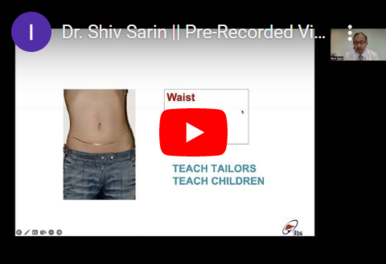 I
Dr. Shiv Sarin || Pre-Recorded Vi...
Waist
TEACH TAILORS
TEACH CHILDREN
ilbs